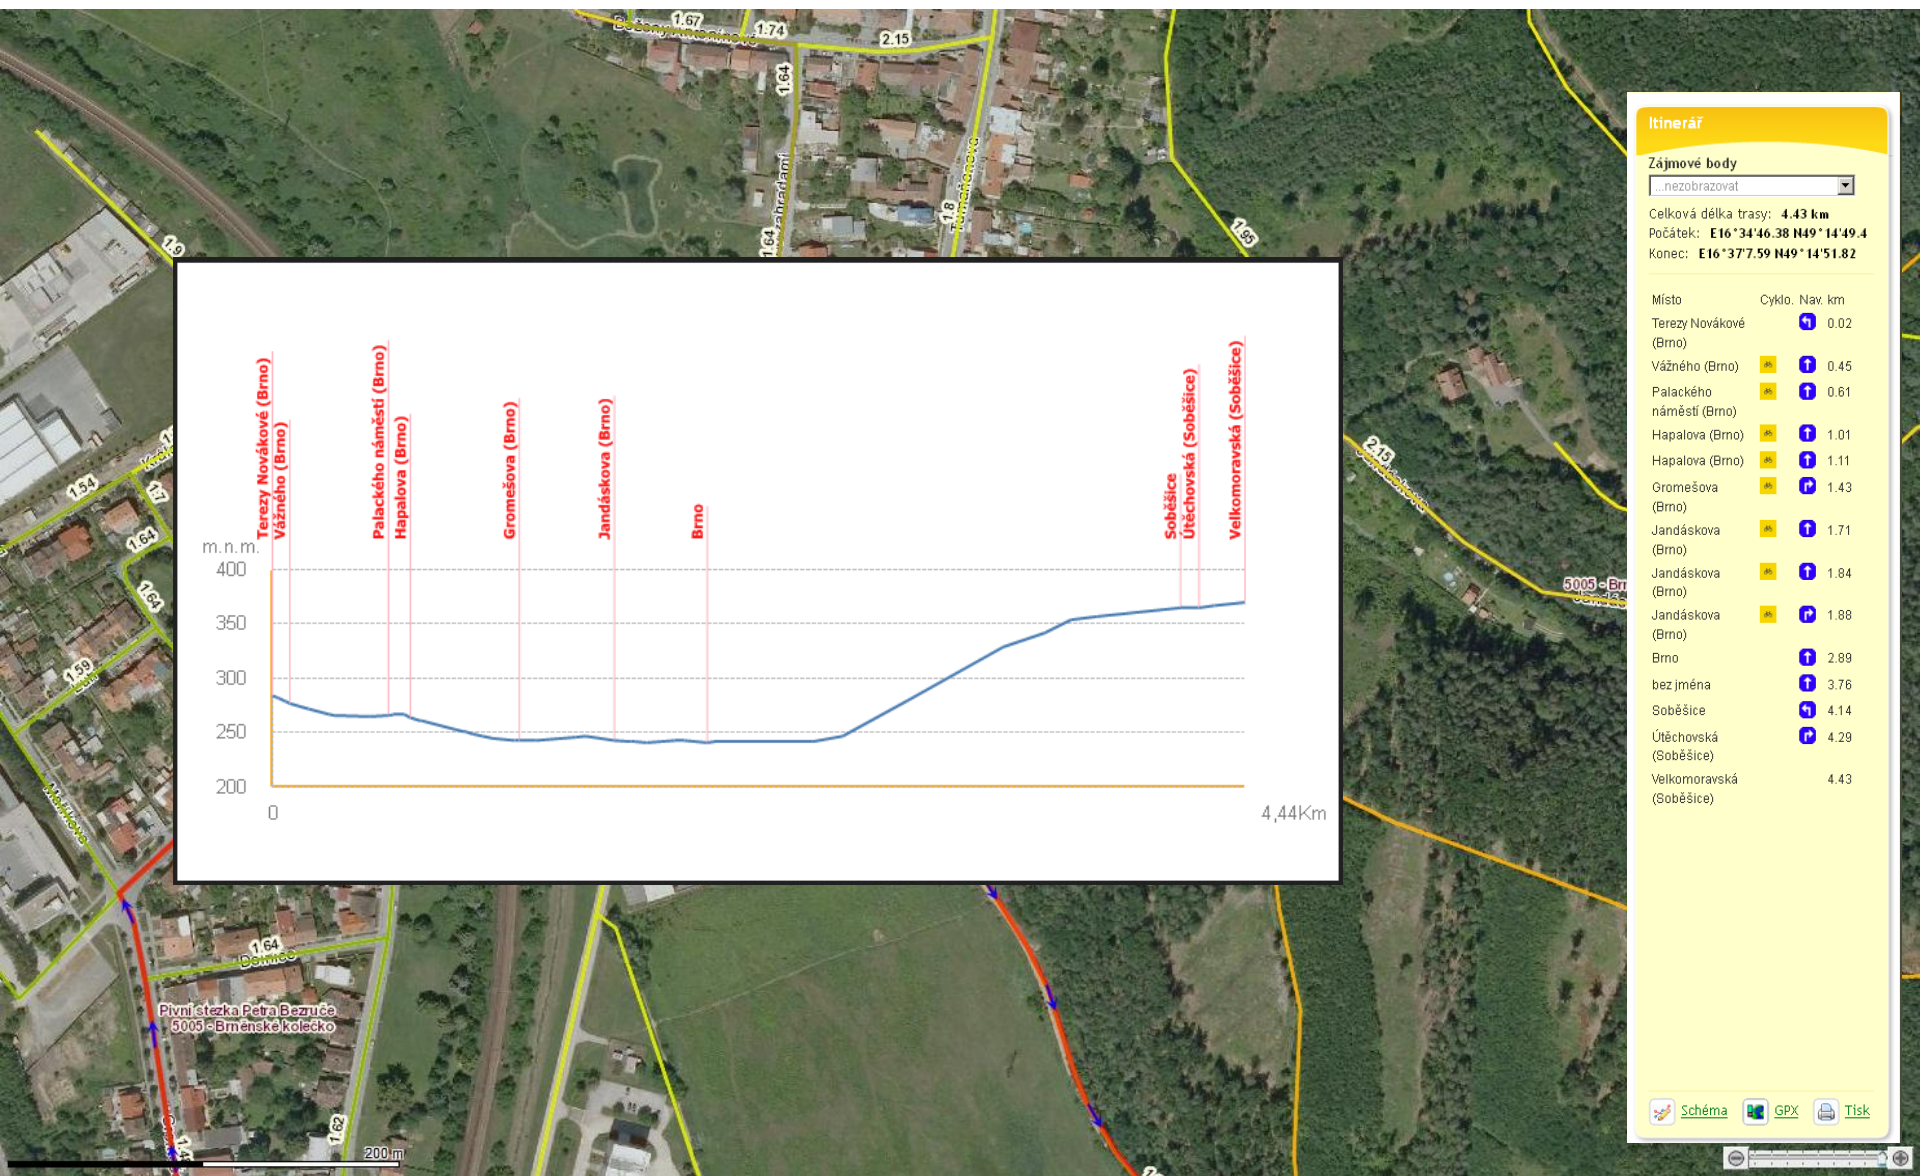 1.67
1.74
2.15
1.64
1.64
1.8
1.95
1.9
Itinerář
Zájmové body
...nezobrazovat
Celková délka trasy: 4.43 km
Počátek: E16°34'46.38 N49°14'49.4
Konec: E16°37'7.59 N49°14'51.82
Místo Cyklo. Nav. km
Terezy Novákové 0.02
(Brno)
Vážného (Brno) 0.45
Palackého 0.61
náměstí (Brno)
Hapalova (Brno) 1.01
Hapalova (Brno) 1.11
Gromešova 1.43
(Brno)
Jandáskova 1.71
(Brno)
Jandáskova 1.84
(Brno)
Jandáskova 1.88
(Brno)
Brno 2.89
bez jména 3.76
Soběšice 4.14
Útěchovská 4.29
(Soběšice)
Velkomoravská 4.43
(Soběšice)
Schéma GPX Tisk
Terezy Novákové (Brno)
Vážného (Brno)
Palackého náměstí (Brno)
Hapalova (Brno)
Gromešova (Brno)
Jandáskova (Brno)
Brno
Soběšice
Útěchovská (Soběšice)
Velkomoravská (Soběšice)
m.n.m.
400
350
300
250
200
0
4,44Km
1.54
1.7
1.64
1.64
1.59
2.15
1.64
Pivní stezka Petra Bezruče
5005 - Brněnské kolečko
1.62
200 m
5005 - Brn